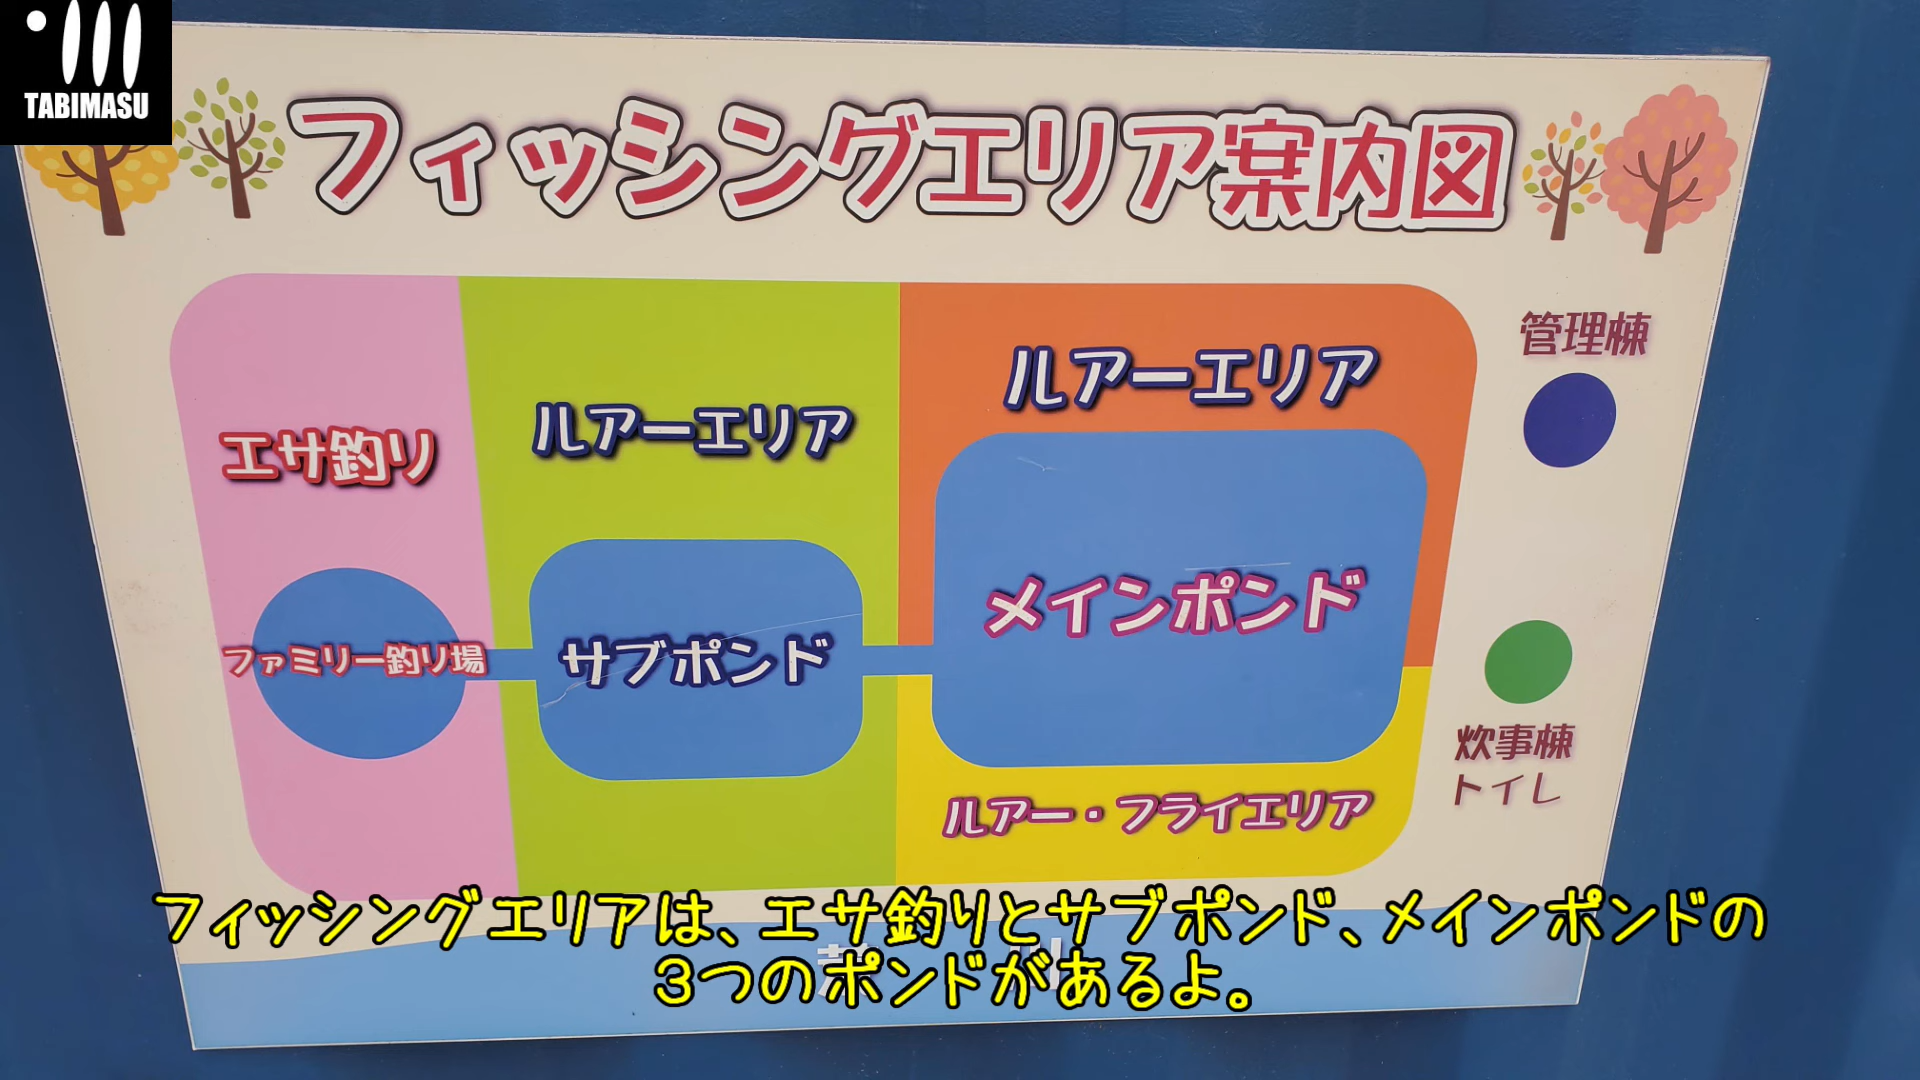 TABIMASU
フィッシングエリア案内図
管理棟
ルアーエリア
ルアーエリア
エサ釣り
メインポンド
サブポンド
ファミリー釣り場
炊事棟
トイレ
ルアー・フライエリア
フィッシングエリアは、エサ釣りとサブポンド、メインポンドの
3つのポンドがあるよ。